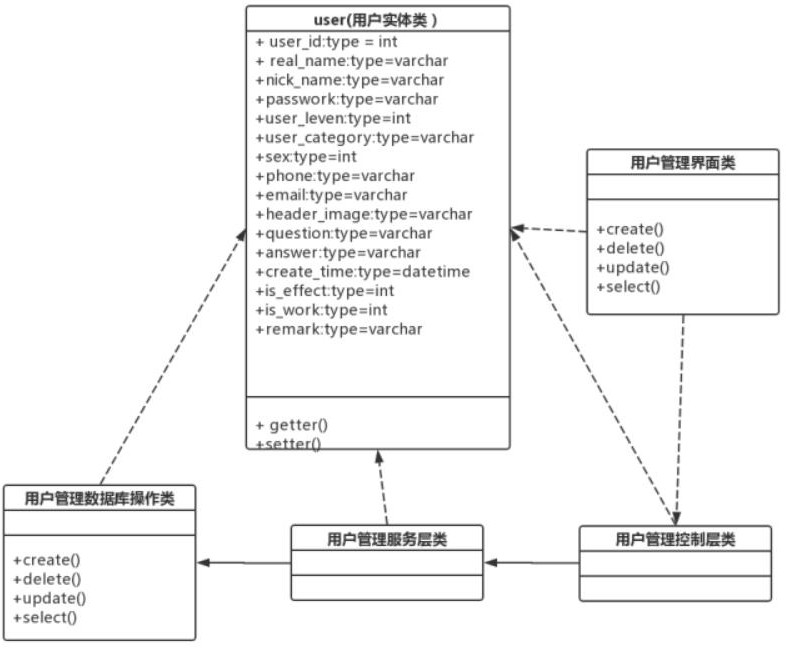 user(用户实体类 )
+ user_id:type = int
+ real_name:type=varchar
+nick_name:type=varchar
+passwork:type=varchar
+user_leven:type=int
+user_category:type=varchar
+sex:type=int
+phone:type=varchar
+email:type=varchar
+header_image:type=varchar
+question:type=varchar
+answer:type=varchar
+create_time:type=datetime
+is_effect:type=int
+is_work:type=int
+remark:type=varchar
+ getter()
+setter()
用户管理界面类
+create()
+delete()
+update()
+select()
用户管理数据库操作类
+create()
+delete()
+update()
+select()
用户管理服务层类
用户管理控制层类